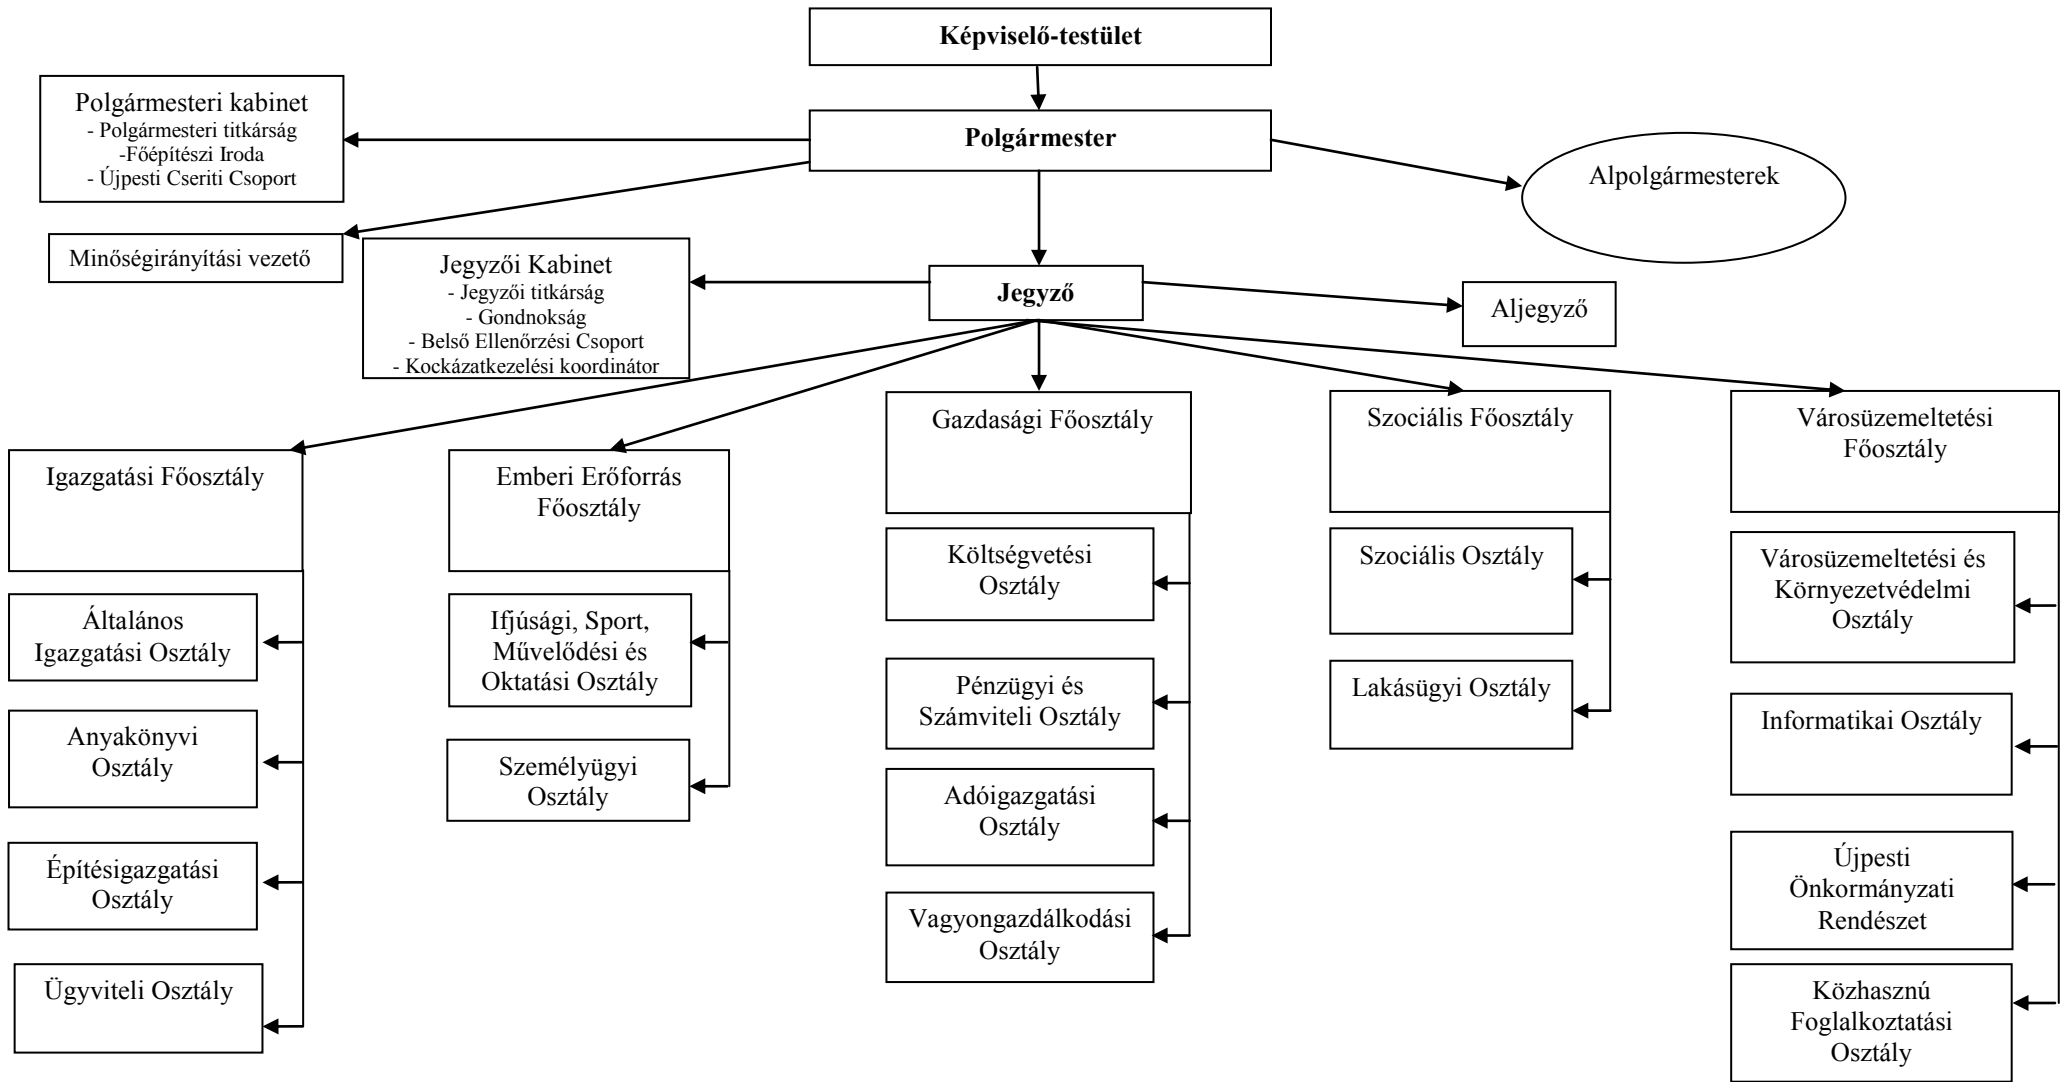 Képviselő-testület
Polgármesteri kabinet
- Polgármesteri titkárság
-Főépítészi Iroda
- Újpesti Cseriti Csoport
Polgármester
Alpolgármesterek
Minőségirányítási vezető
Jegyzői Kabinet
- Jegyzői titkárság
- Gondnokság
- Belső Ellenőrzési Csoport
- Kockázatkezelési koordinátor
Jegyző
Aljegyző
Igazgatási Főosztály
Általános
Igazgatási Osztály
Anyakönyvi
Osztály
Építésigazgatási
Osztály
Ügyviteli Osztály
Emberi Erőforrás
Főosztály
Ifjúsági, Sport,
Művelődési és
Oktatási Osztály
Személyügyi
Osztály
Gazdasági Főosztály
Költségvetési
Osztály
Pénzügyi és
Számviteli Osztály
Adóigazgatási
Osztály
Vagyongazdálkodási
Osztály
Szociális Főosztály
Szociális Osztály
Lakásügyi Osztály
Városüzemeltetési
Főosztály
Városüzemeltetési és
Környezetvédelmi
Osztály
Informatikai Osztály
Újpesti
Önkormányzati
Rendészet
Közhasznú
Foglalkoztatási
Osztály